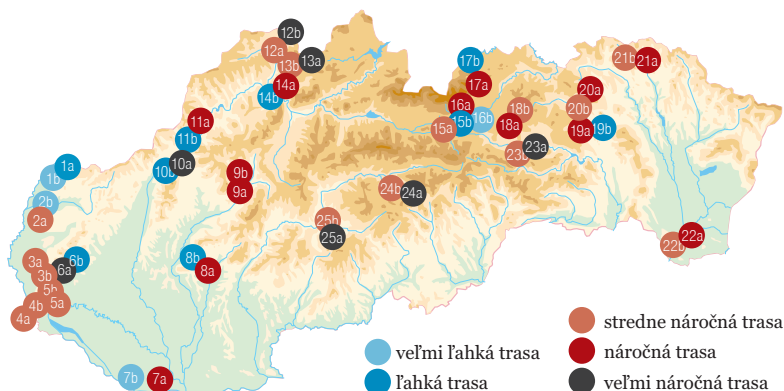 12b
12a
13b
13a
14a
14b
17b
17a
21b
21a
16a
16b
15a
15b
18b
18a
20a
20b
19a
19b
11a
11b
10b
10a
23a
23b
1a
1b
2b
2a
9b
9a
24b
24a
25b
25a
22a
22b
3a
3b
6a
6b
5b
5a
4b
4a
8b
8a
7b
7a
veľmi ľahká trasa
ľahká trasa
stredne náročná trasa
náročná trasa
veľmi náročná trasa